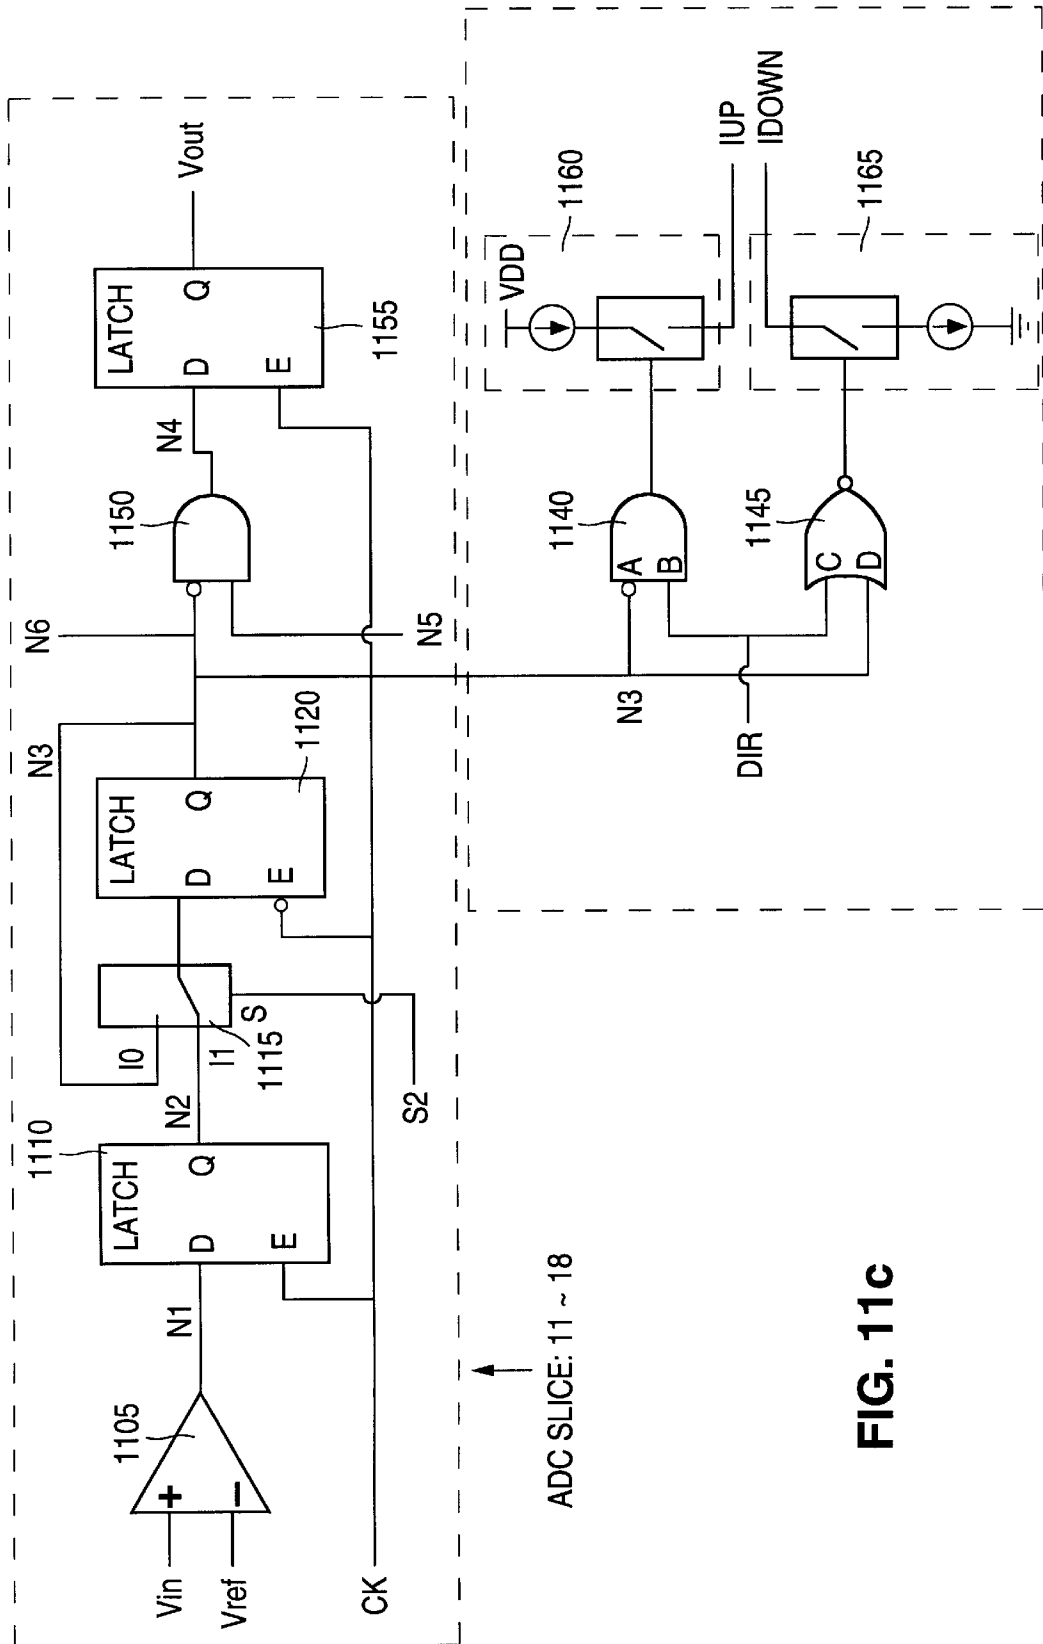 1105
Vin
Vref
+
−
N1
1110
LATCH
D
Q
E
N2
I0
I1
S
1115
S2
N3
LATCH
D
Q
E
1120
N6
N5
1150
N4
LATCH
D
Q
E
1155
Vout
CK
ADC SLICE: 11 ~ 18
N3
DIR
A
B
1140
C
D
1145
VDD
1160
IUP
IDOWN
1165
FIG. 11c